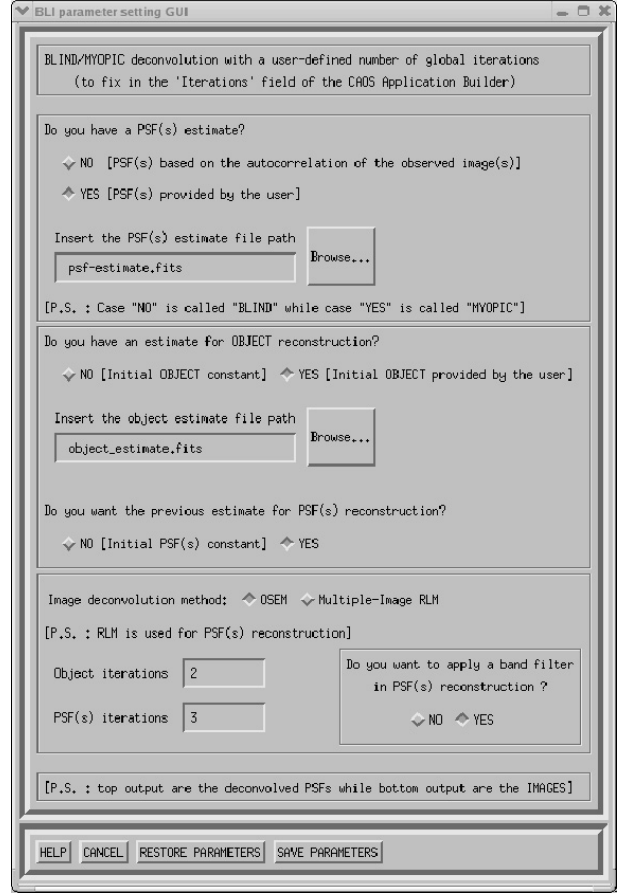 BLI parameter setting GUI
BLIND/MYOPIC deconvolution with a user-defined number of global iterations
(to fix in the 'Iterations' field of the CAOS Application Builder)
Do you have a PSF(s) estimate?
NO [PSF(s) based on the autocorrelation of the observed image(s)]
YES [PSF(s) provided by the user]
Insert the PSF(s) estimate file path
psf-estimate.fits
Browse...
[P.S. : Case "NO" is called "BLIND" while case "YES" is called "MYOPIC"]
Do you have an estimate for OBJECT reconstruction?
NO [Initial OBJECT constant] YES [Initial OBJECT provided by the user]
Insert the object estimate file path
object_estimate.fits
Browse...
Do you want the previous estimate for PSF(s) reconstruction?
NO [Initial PSF(s) constant] YES
Image deconvolution method: OSEM Multiple-Image RLM
[P.S. : RLM is used for PSF(s) reconstruction]
Object iterations 2
PSF(s) iterations 3
Do you want to apply a band filter
in PSF(s) reconstruction ?
NO YES
[P.S. : top output are the deconvolved PSFs while bottom output are the IMAGES]
HELP CANCEL RESTORE PARAMETERS SAVE PARAMETERS